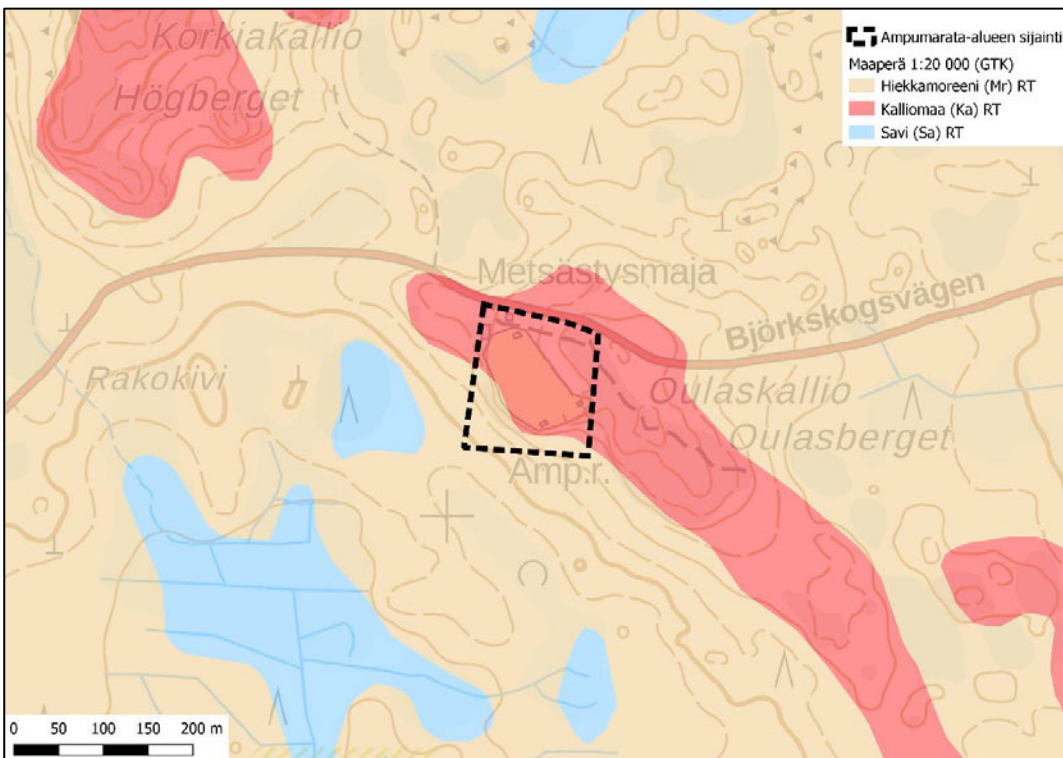 Korkiakallio
Högberget
Ampumarata-alueen sijainti
Maaperä 1:20 000 (GTK)
Hiekkamoreeni (Mr) RT
Kalliomaa (Ka) RT
Savi (Sa) RT
Metsästysmaja
Björkskogsvägen
Rakokivi
Oulaskallio
Oulasberget
Amp.r.
0 50 100 150 200 m